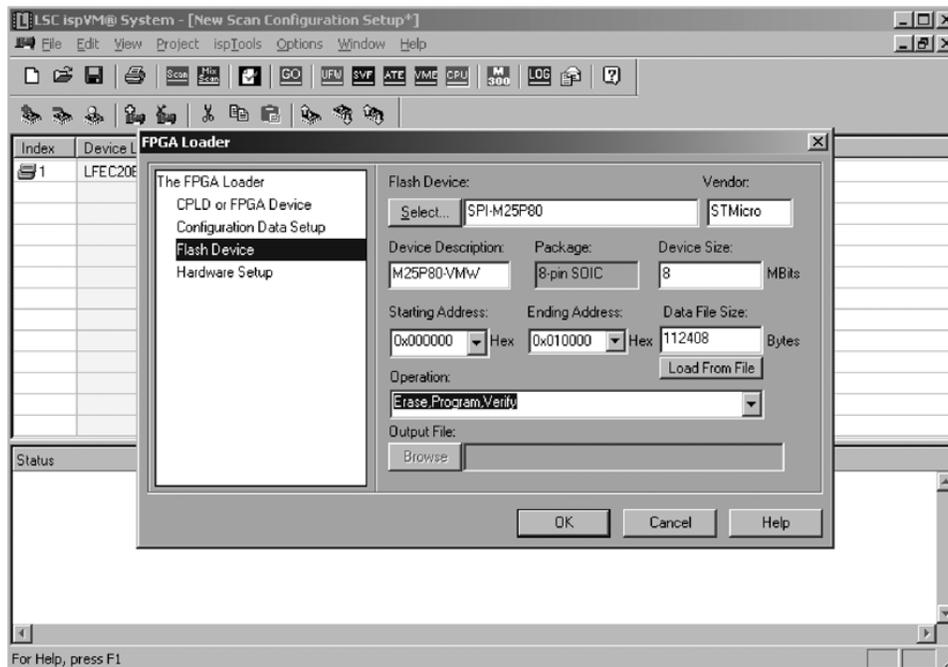 LSC ispVM® System - [New Scan Configuration Setup*]
File Edit View Project ispTools Options Window Help
Scan Mix Scan GO UFW SVF ATE VME CPU M 300 LOG
Index Device L
1 LFEC20E
FPGA Loader
The FPGA Loader
CPLD or FPGA Device
Configuration Data Setup
Flash Device
Hardware Setup
Flash Device: Vendor:
Select... SPI-M25P80 STMicro
Device Description: Package: Device Size:
M25P80-VMW 8-pin SOIC 8 MBits
Starting Address: Ending Address: Data File Size:
0x000000 Hex 0x010000 Hex 112408 Bytes
Load From File
Operation:
Erase,Program,Verify
Output File:
Browse
OK Cancel Help
Status
For Help, press F1